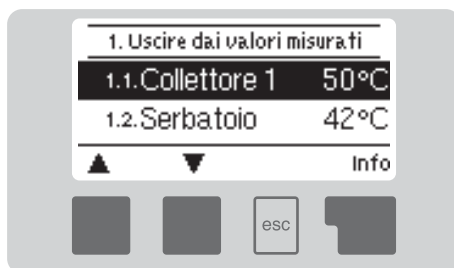 1. Uscire dai valori misurati
1.1.Collettore 1 50°C
1.2.Serbatoio 42°C
▲ ▼ Info
esc